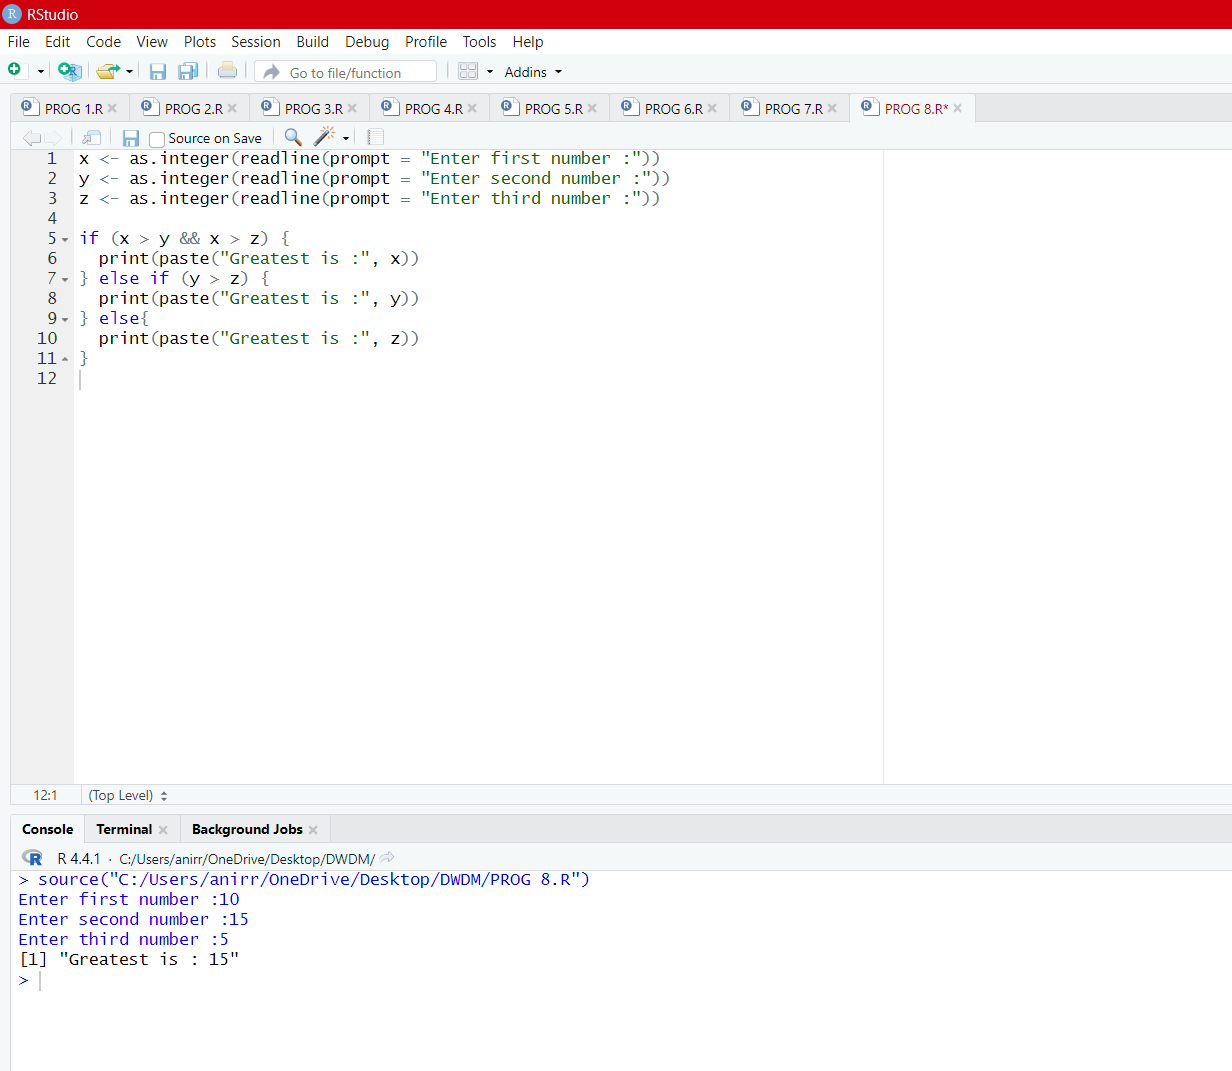 RStudio
File Edit Code View Plots Session Build Debug Profile Tools Help
Go to file/function Addins
PROG 1.R PROG 2.R PROG 3.R PROG 4.R PROG 5.R PROG 6.R PROG 7.R PROG 8.R*
Source on Save
1 x <- as.integer(readline(prompt = "Enter first number :"))
2 y <- as.integer(readline(prompt = "Enter second number :"))
3 z <- as.integer(readline(prompt = "Enter third number :"))
4
5 if (x > y && x > z) {
6   print(paste("Greatest is :", x))
7 } else if (y > z) {
8   print(paste("Greatest is :", y))
9 } else{
10   print(paste("Greatest is :", z))
11 }
12
12:1 (Top Level)
Console Terminal Background Jobs
R R 4.4.1 · C:/Users/anirr/OneDrive/Desktop/DWDM/
> source("C:/Users/anirr/OneDrive/Desktop/DWDM/PROG 8.R")
Enter first number :10
Enter second number :15
Enter third number :5
[1] "Greatest is : 15"
>